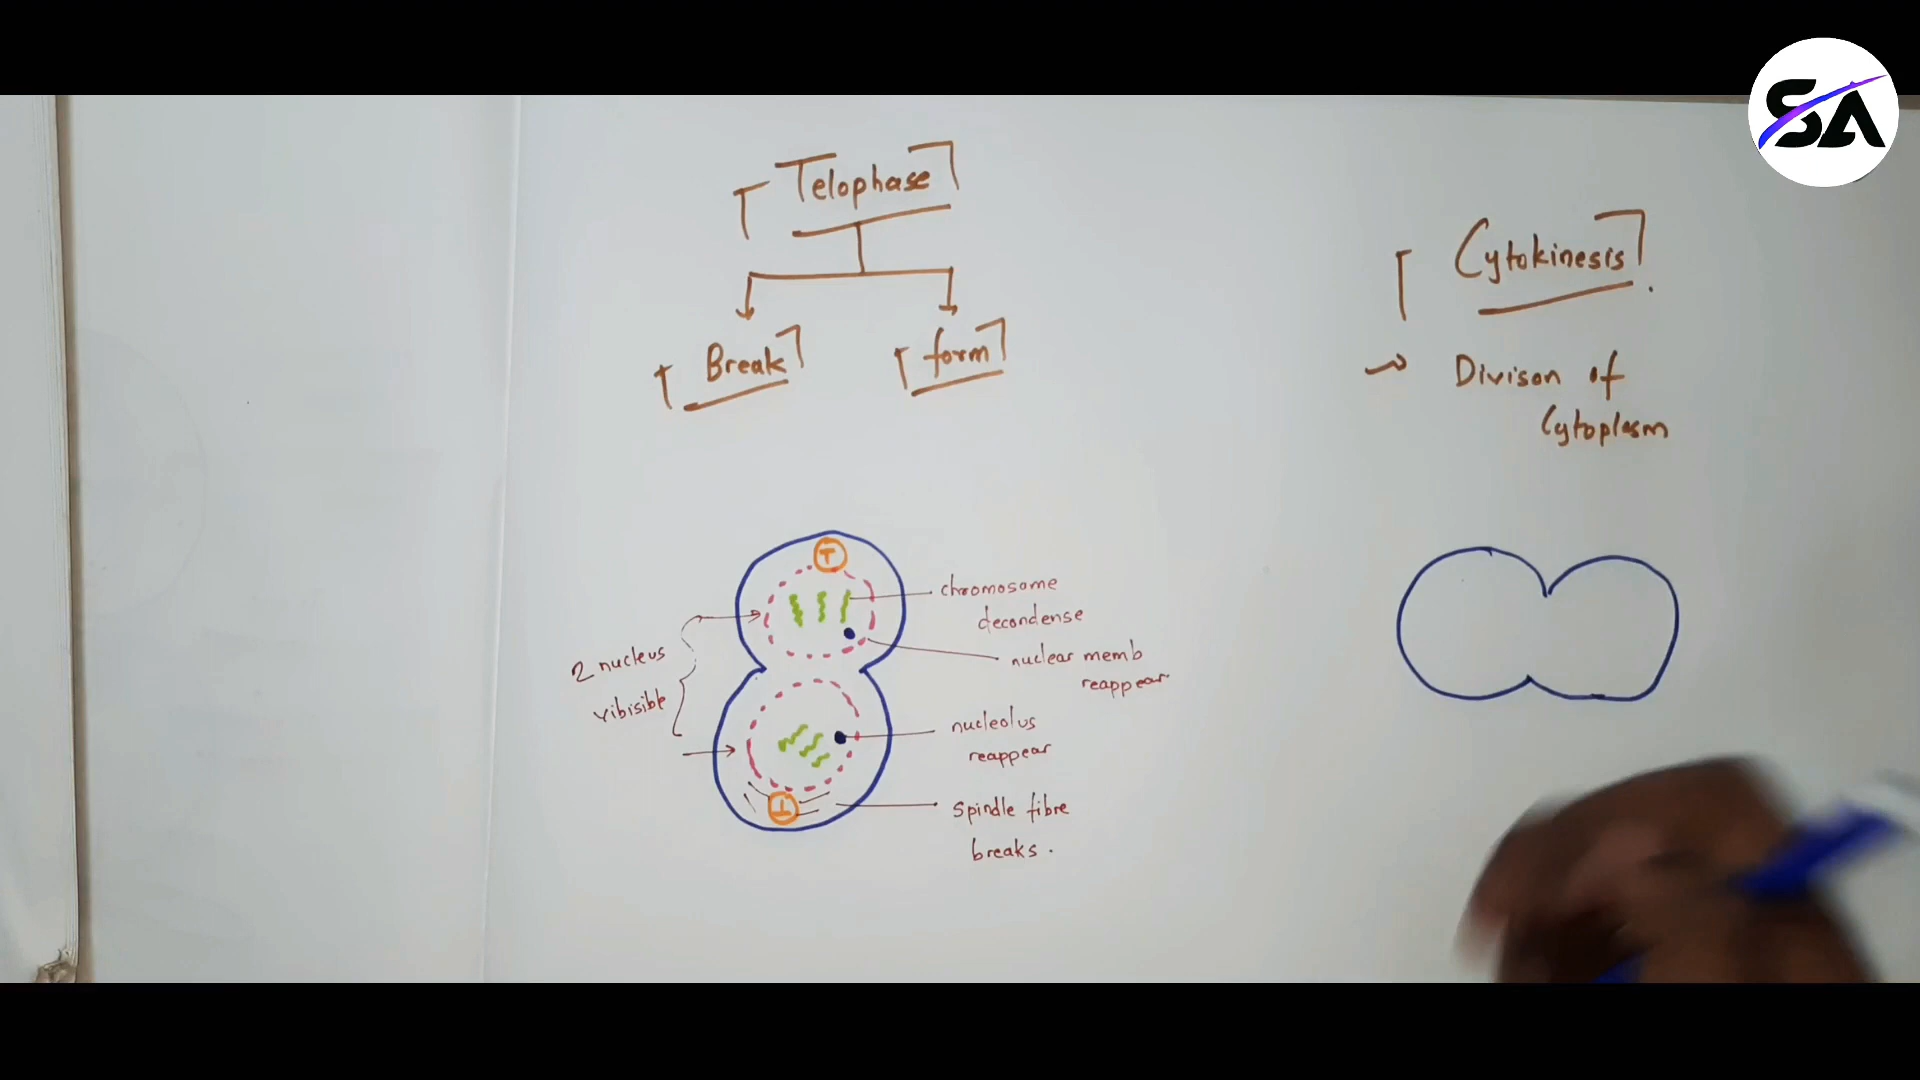 SA
Telophase
Break
form
Cytokinesis.
Divison of
Cytoplasm
2 nucleus
vibisible
chromosome
decondense
nuclear memb
reappear
nucleolus
reappear
spindle fibre
breaks.